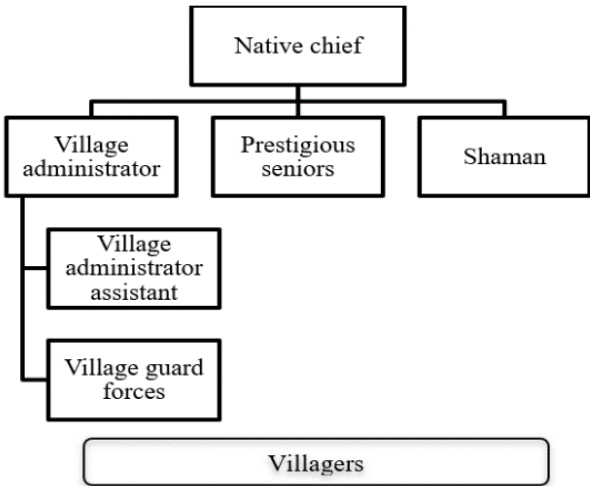 Native chief
Village
administrator
Prestigious
seniors
Shaman
Village
administrator
assistant
Village guard
forces
Villagers